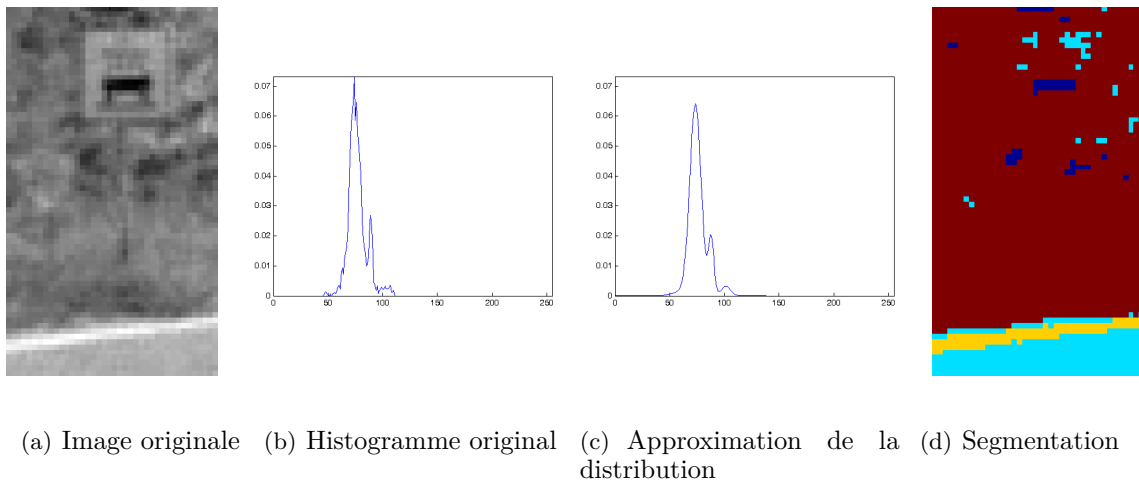 0.07
0.06
0.05
0.04
0.03
0.02
0.01
0
0 50 100 150 200 250
0.07
0.06
0.05
0.04
0.03
0.02
0.01
0
0 50 100 150 200 250
(a) Image originale
(b) Histogramme original
(c) Approximation de la
distribution
(d) Segmentation